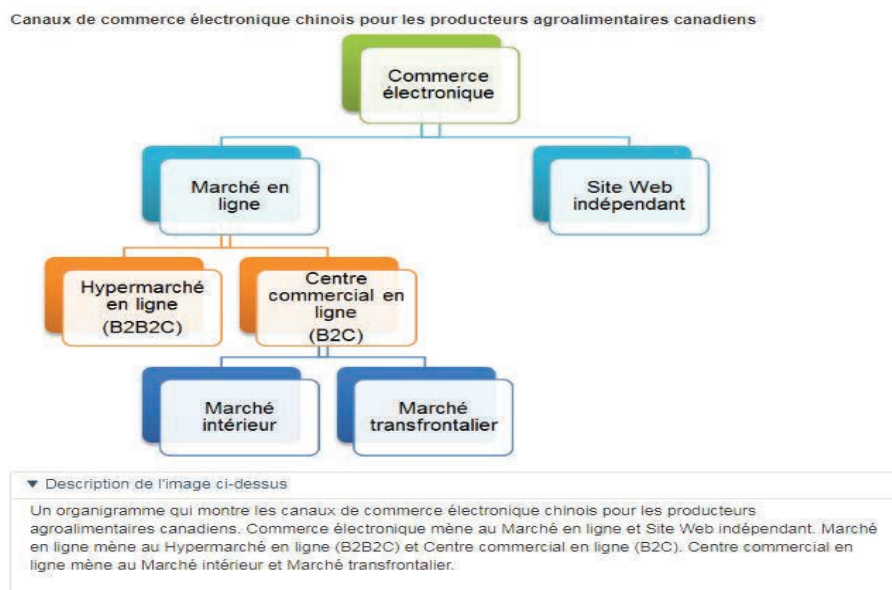 Canaux de commerce électronique chinois pour les producteurs agroalimentaires canadiens
Commerce
électronique
Marché en
ligne
Site Web
indépendant
Hypermarché
en ligne
(B2B2C)
Centre
commercial en
ligne
(B2C)
Marché
intérieur
Marché
transfrontalier
▼ Description de l'image ci-dessus
Un organigramme qui montre les canaux de commerce électronique chinois pour les producteurs
agroalimentaires canadiens. Commerce électronique mène au Marché en ligne et Site Web indépendant. Marché
en ligne mène au Hypermarché en ligne (B2B2C) et Centre commercial en ligne (B2C). Centre commercial en
ligne mène au Marché intérieur et Marché transfrontalier.